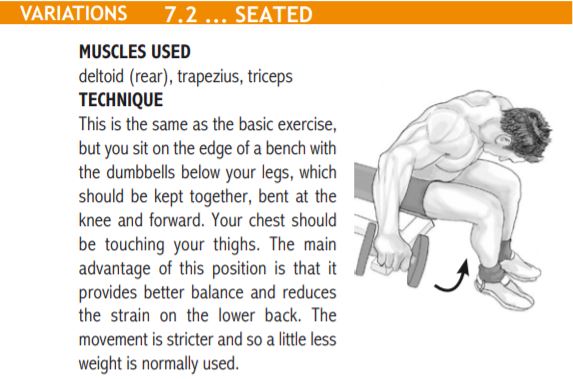 VARIATIONS 7.2 ... SEATED
MUSCLES USED
deltoid (rear), trapezius, triceps
TECHNIQUE
This is the same as the basic exercise,
but you sit on the edge of a bench with
the dumbbells below your legs, which
should be kept together, bent at the
knee and forward. Your chest should
be touching your thighs. The main
advantage of this position is that it
provides better balance and reduces
the strain on the lower back. The
movement is stricter and so a little less
weight is normally used.